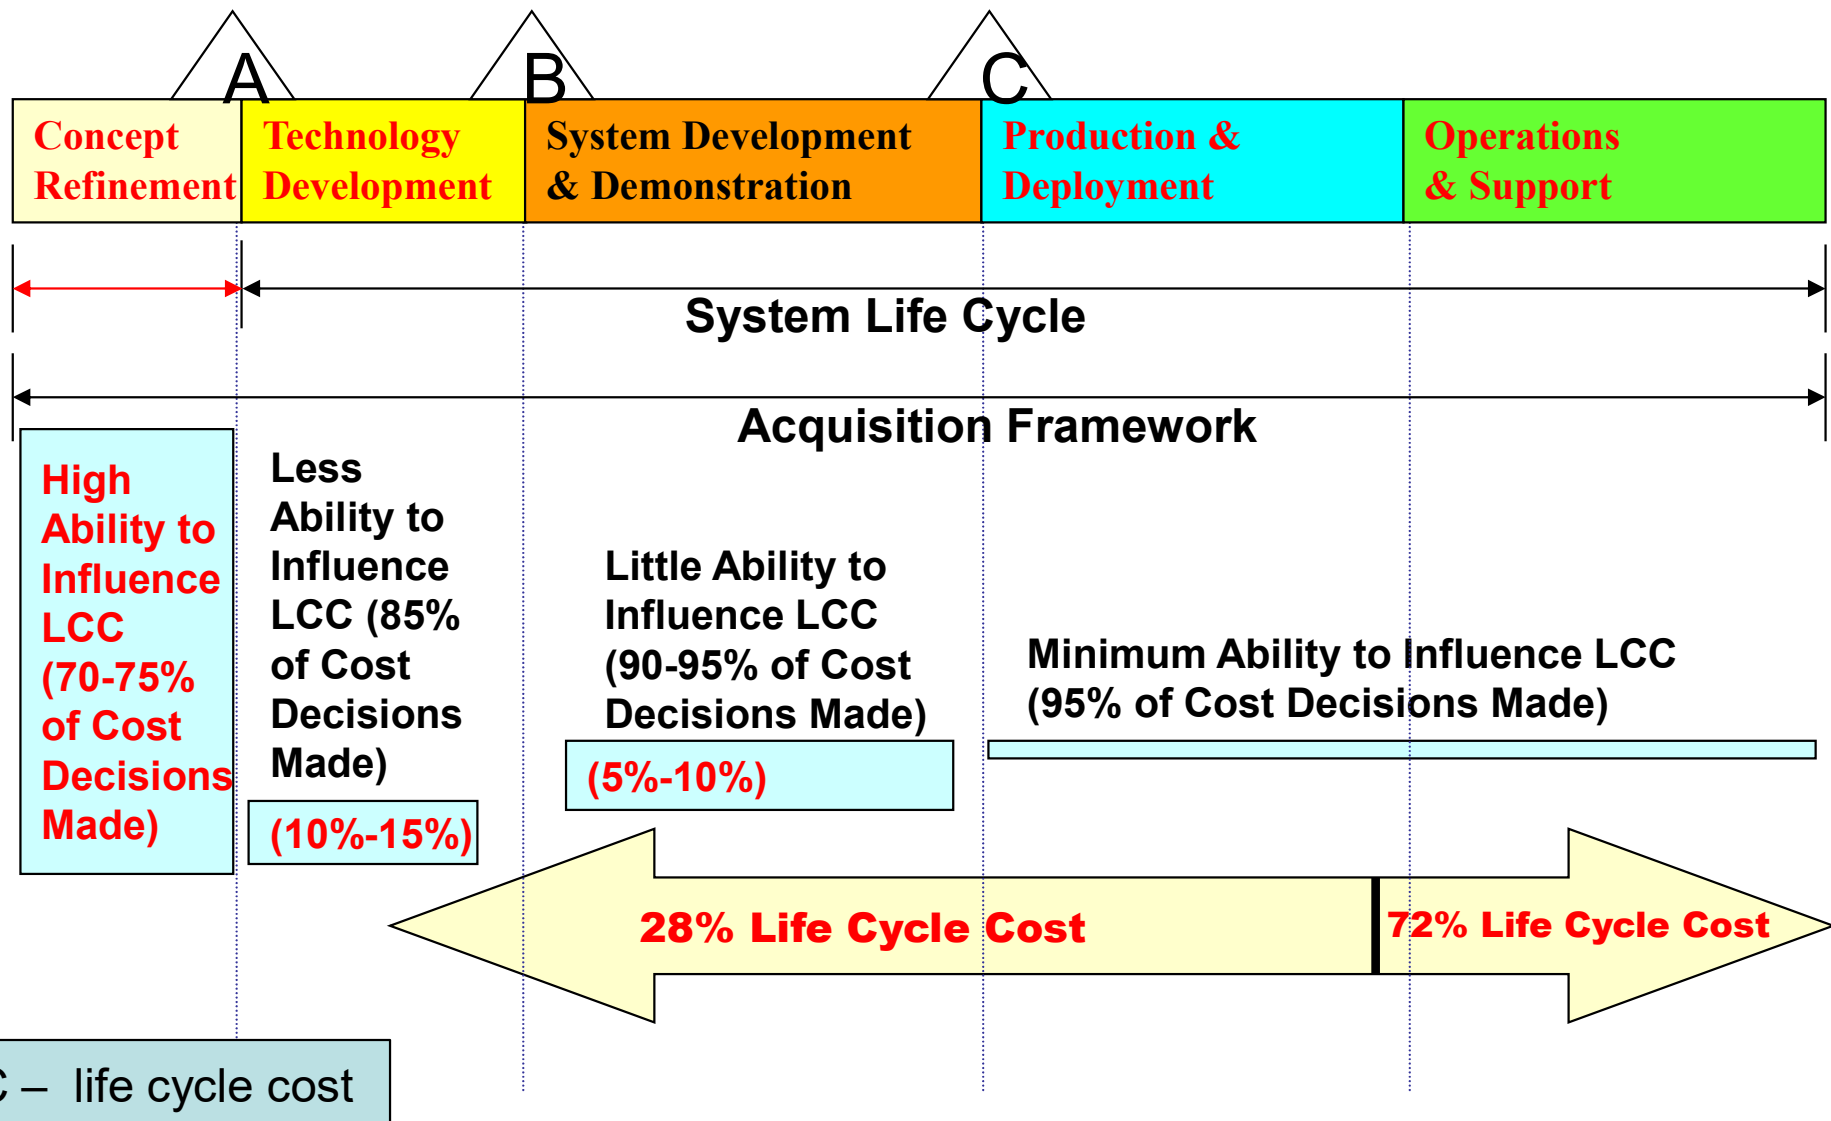 A
B
C
Concept
Refinement
Technology
Development
System Development
& Demonstration
Production &
Deployment
Operations
& Support
System Life Cycle
Acquisition Framework
High
Ability to
Influence
LCC
(70-75%
of Cost
Decisions
Made)
Less
Ability to
Influence
LCC (85%
of Cost
Decisions
Made)
(10%-15%)
Little Ability to
Influence LCC
(90-95% of Cost
Decisions Made)
(5%-10%)
Minimum Ability to Influence LCC
(95% of Cost Decisions Made)
28% Life Cycle Cost
72% Life Cycle Cost
C – life cycle cost